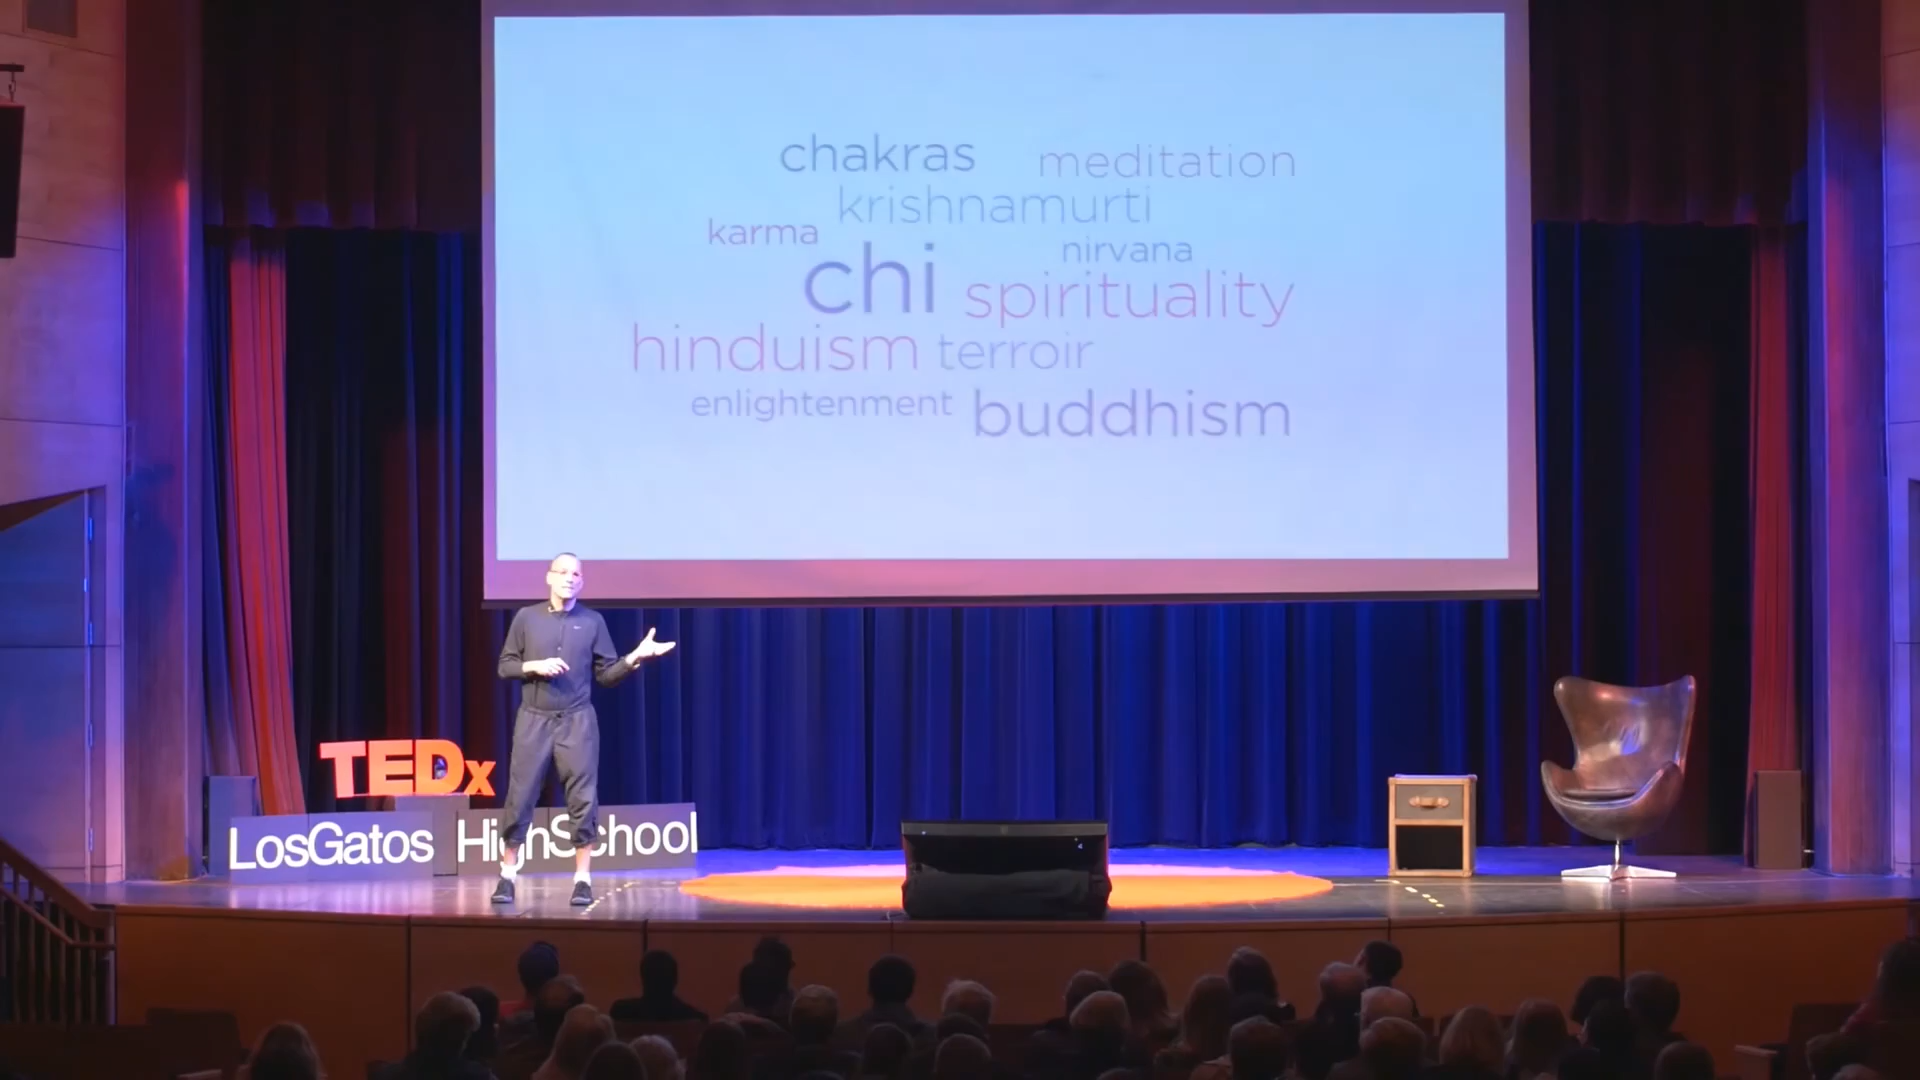 chakras meditation
krishnamurti
karma nirvana
chi spirituality
hinduism terroir
enlightenment buddhism
TEDx
LosGatos HighSchool